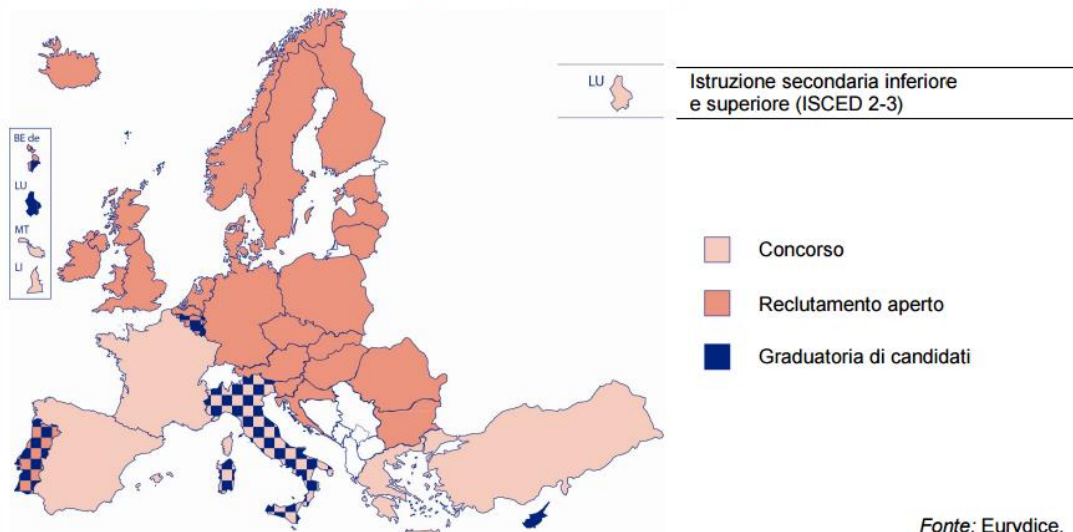 LU
Istruzione secondaria inferiore
e superiore (ISCED 2-3)
BE de
LU
MT
LI
Concorso
Reclutamento aperto
Graduatoria di candidati
Fonte: Eurydice.